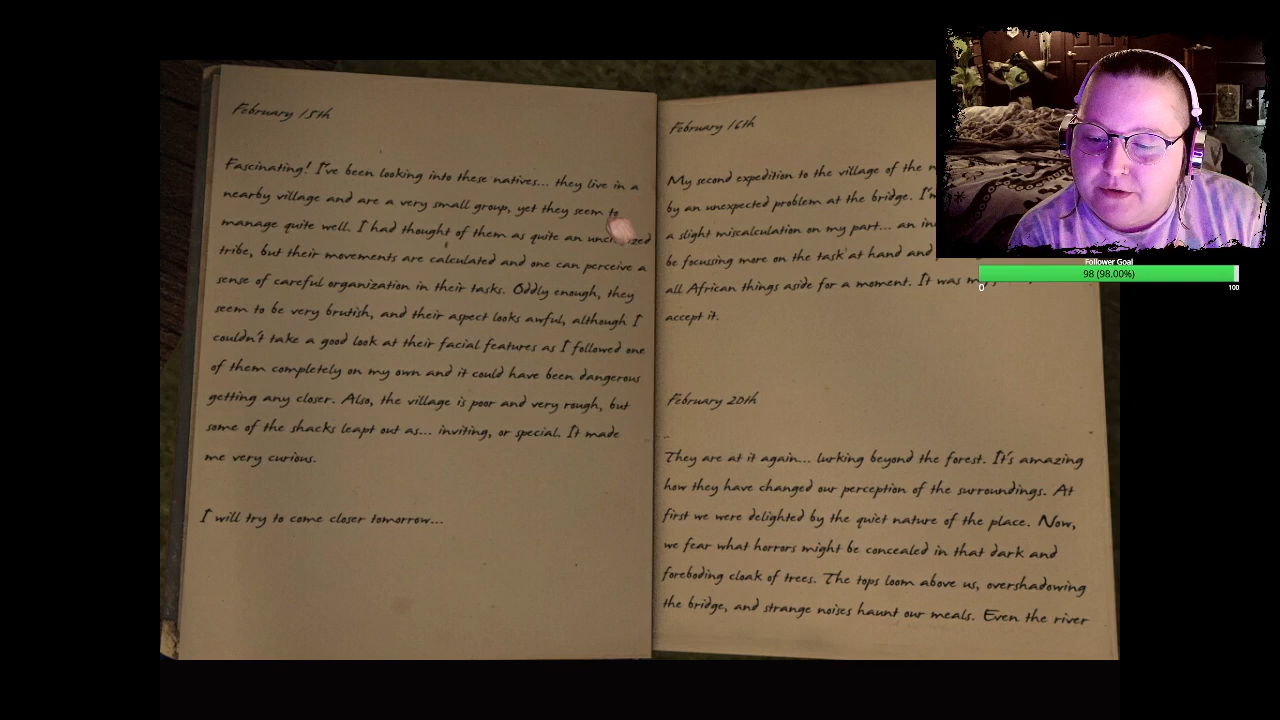 February 15th
Fascinating! I've been looking into these natives... they live in a
nearby village and are a very small group, yet they seem to
manage quite well. I had thought of them as quite an
tribe, but their movements are calculated and one can perceive a
sense of careful organization in their tasks. Oddly enough, they
seem to be very brutish, and their aspect looks awful, although I
couldn't take a good look at their facial features as I followed one
of them completely on my own and it could have been dangerous
getting any closer. Also, the village is poor and very rough, but
some of the shacks leapt out as... inviting, or special. It made
me very curious.
I will try to come closer tomorrow...
February 16th
My second expedition to the village of the
by an unexpected problem at the bridge.
a slight miscalculation on my part... an
be focussing more on the task at hand and
all African things aside for a moment. It was
accept it.
February 20th
They are at it again... lurking beyond the forest. It's amazing
how they have changed our perception of the surroundings. At
first we were delighted by the quiet nature of the place. Now,
we fear what horrors might be concealed in that dark and
foreboding cloak of trees. The tops loom above us, overshadowing
the bridge, and strange noises haunt our meals. Even the river
Follower Goal
98 (98.00%)
0 100